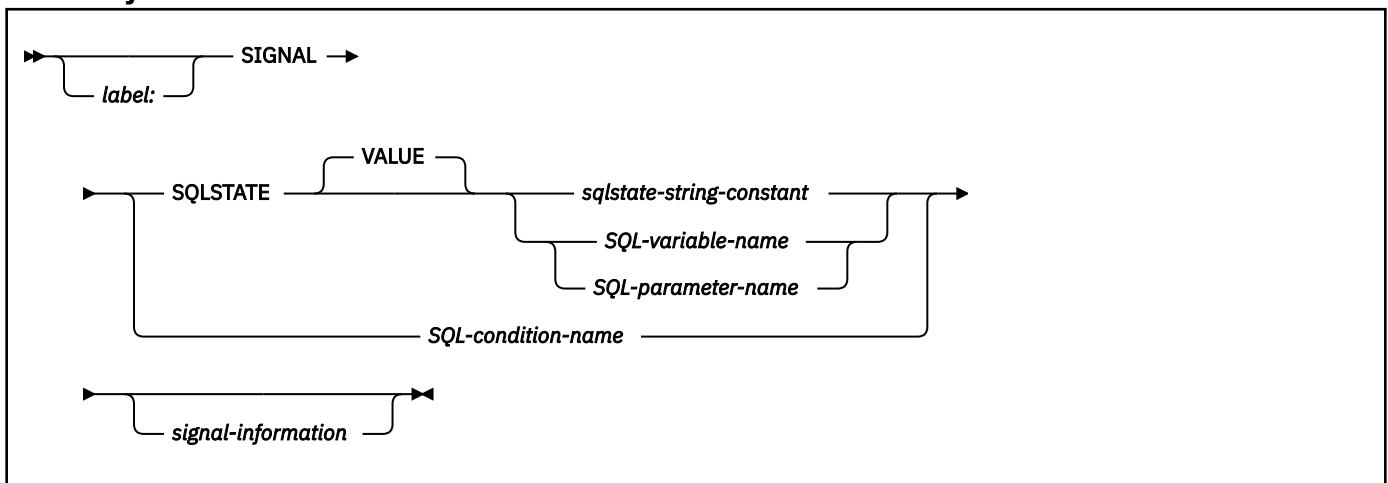 SIGNAL
label:
VALUE
SQLSTATE sqlstate-string-constant
SQL-variable-name
SQL-parameter-name
SQL-condition-name
signal-information